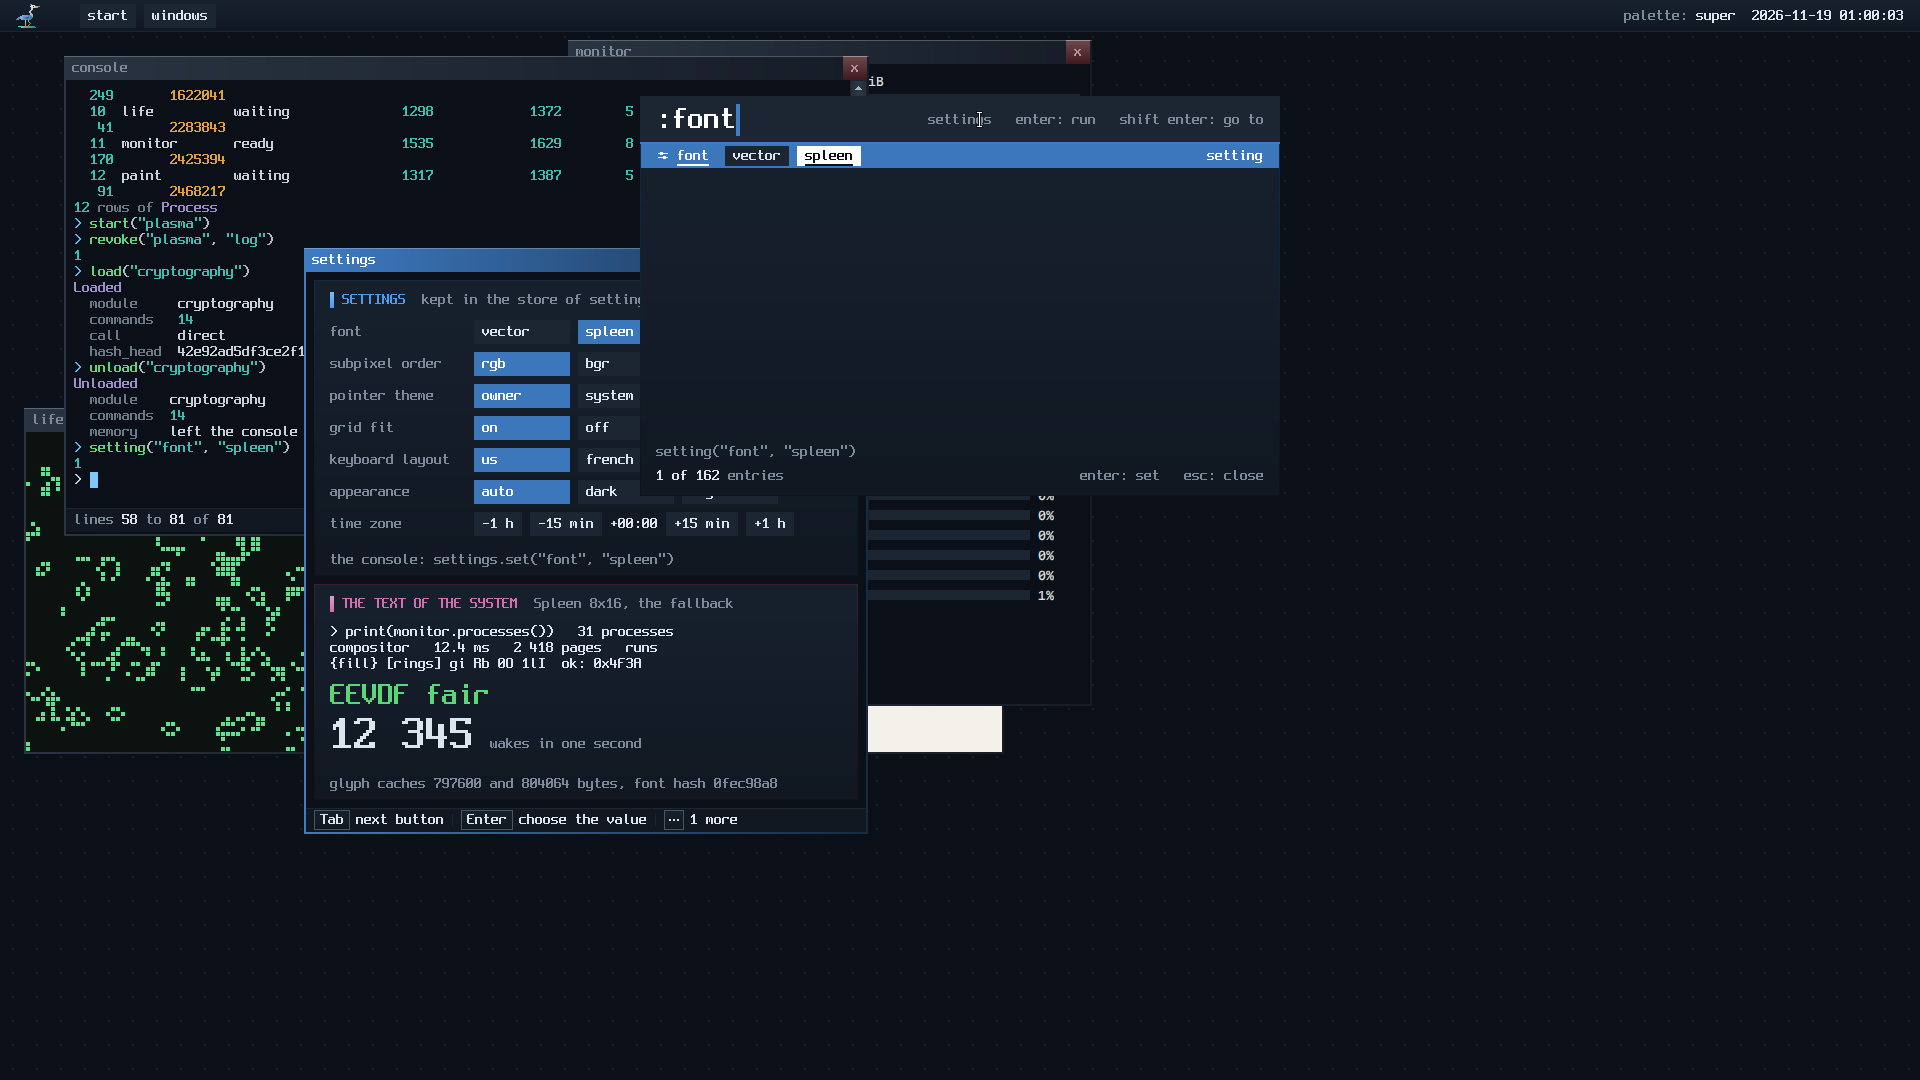 start windows palette: super 2026-11-19 01:00:03
monitor
console
iB
249 1622041
10 life waiting 1298 1372 5
41 2283843
11 monitor ready 1535 1629 8
170 2425394
12 paint waiting 1317 1387 5
91 2468217
12 rows of Process
> start("plasma")
> revoke("plasma", "log")
1
> load("cryptography")
Loaded
module cryptography
commands 14
call direct
hash_head 42e92ad5df3ce2f1
> unload("cryptography")
Unloaded
module cryptography
commands 14
memory left the console
> setting("font", "spleen")
1
>
lines 58 to 81 of 81
:font settings enter: run shift enter: go to
font vector spleen setting
setting("font", "spleen")
1 of 162 entries enter: set esc: close
life
settings
SETTINGS kept in the store of setting
font vector spleen
subpixel order rgb bgr
pointer theme owner system
grid fit on off
keyboard layout us french
appearance auto dark
time zone -1 h -15 min +00:00 +15 min +1 h
the console: settings.set("font", "spleen")
THE TEXT OF THE SYSTEM Spleen 8x16, the fallback
> print(monitor.processes()) 31 processes
compositor 12.4 ms 2 418 pages runs
{fill} [rings] gi Rb 0O 1lI ok: 0x4F3A
EEVDF fair
12 345 wakes in one second
glyph caches 797600 and 804064 bytes, font hash 0fec98a8
Tab next button Enter choose the value ... 1 more
0%
0%
0%
0%
0%
1%